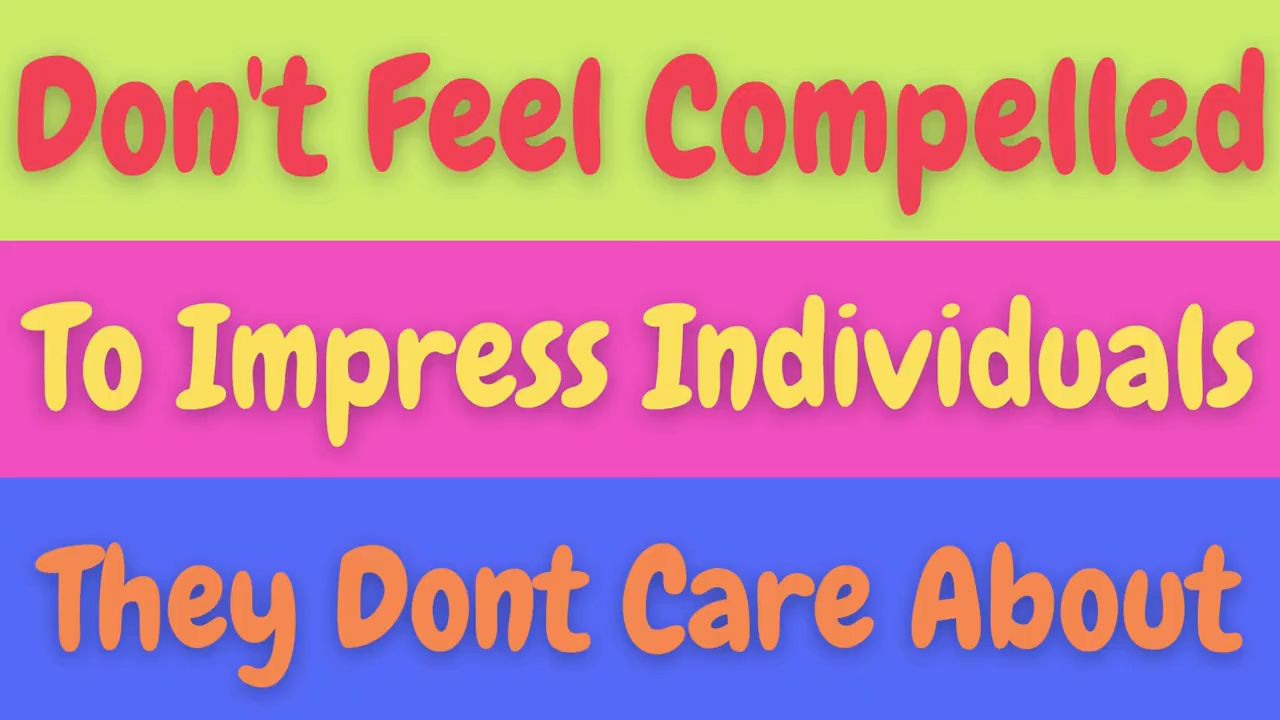 Don't Feel Compelled
To Impress Individuals
They Dont Care About